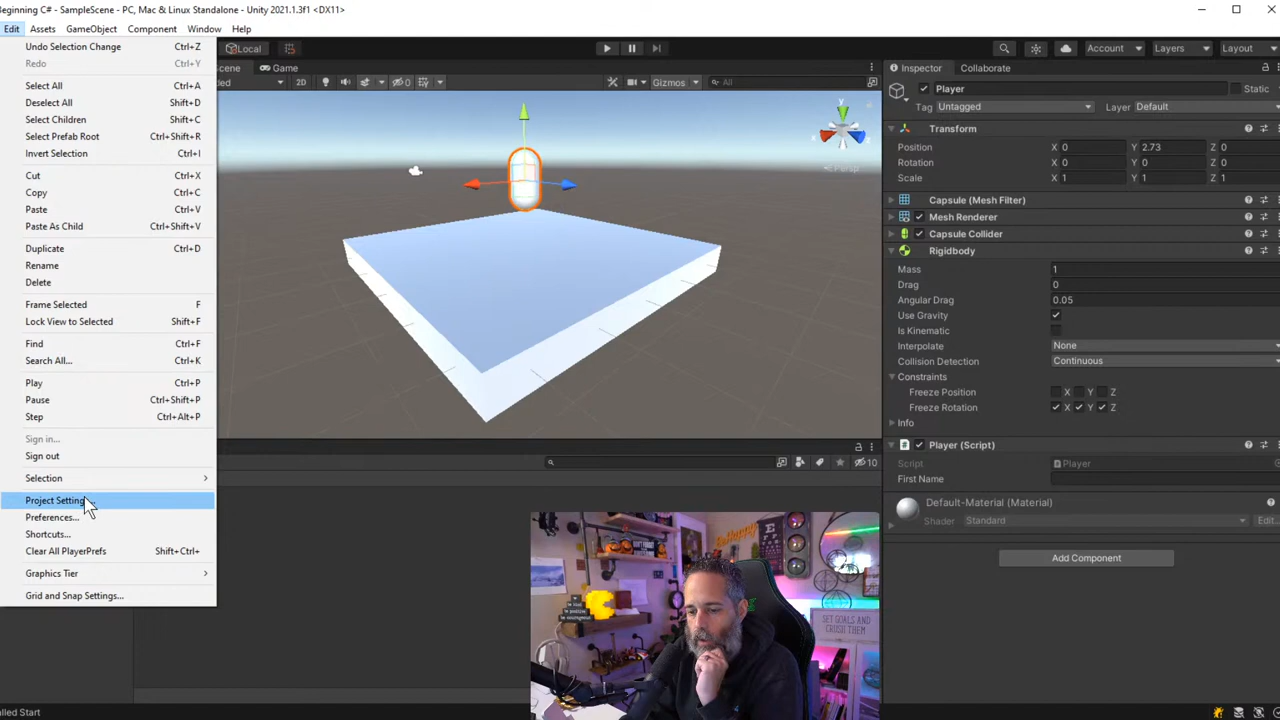 Beginning C# - SampleScene - PC, Mac & Linux Standalone - Unity 2021.1.3f1 <DX11>
Edit Assets GameObject Component Window Help
Undo Selection Change Ctrl+Z
Redo Ctrl+Y
Select All Ctrl+A
Deselect All Shift+D
Select Children Shift+C
Select Prefab Root Ctrl+Shift+R
Invert Selection Ctrl+I
Cut Ctrl+X
Copy Ctrl+C
Paste Ctrl+V
Paste As Child Ctrl+Shift+V
Duplicate Ctrl+D
Rename
Delete
Frame Selected F
Lock View to Selected Shift+F
Find Ctrl+F
Search All... Ctrl+K
Play Ctrl+P
Pause Ctrl+Shift+P
Step Ctrl+Alt+P
Sign in...
Sign out
Selection
Project Setting
Preferences...
Shortcuts...
Clear All PlayerPrefs Shift+Ctrl+
Graphics Tier
Grid and Snap Settings...
Local
Account Layers Layout
cene Game
ded 2D 0 Gizmos All
y
Persp
10
Inspector Collaborate
Player Static
Tag Untagged Layer Default
Transform
Position X 0 Y 2.73 Z 0
Rotation X 0 Y 0 Z 0
Scale X 1 Y 1 Z 1
Capsule (Mesh Filter)
Mesh Renderer
Capsule Collider
Rigidbody
Mass 1
Drag 0
Angular Drag 0.05
Use Gravity
Is Kinematic
Interpolate None
Collision Detection Continuous
Constraints
Freeze Position X Y Z
Freeze Rotation X Y Z
Info
Player (Script)
Script Player
First Name
Default-Material (Material)
Shader Standard Edit...
Add Component
SET GOALS AND
CRUSH THEM
alled Start